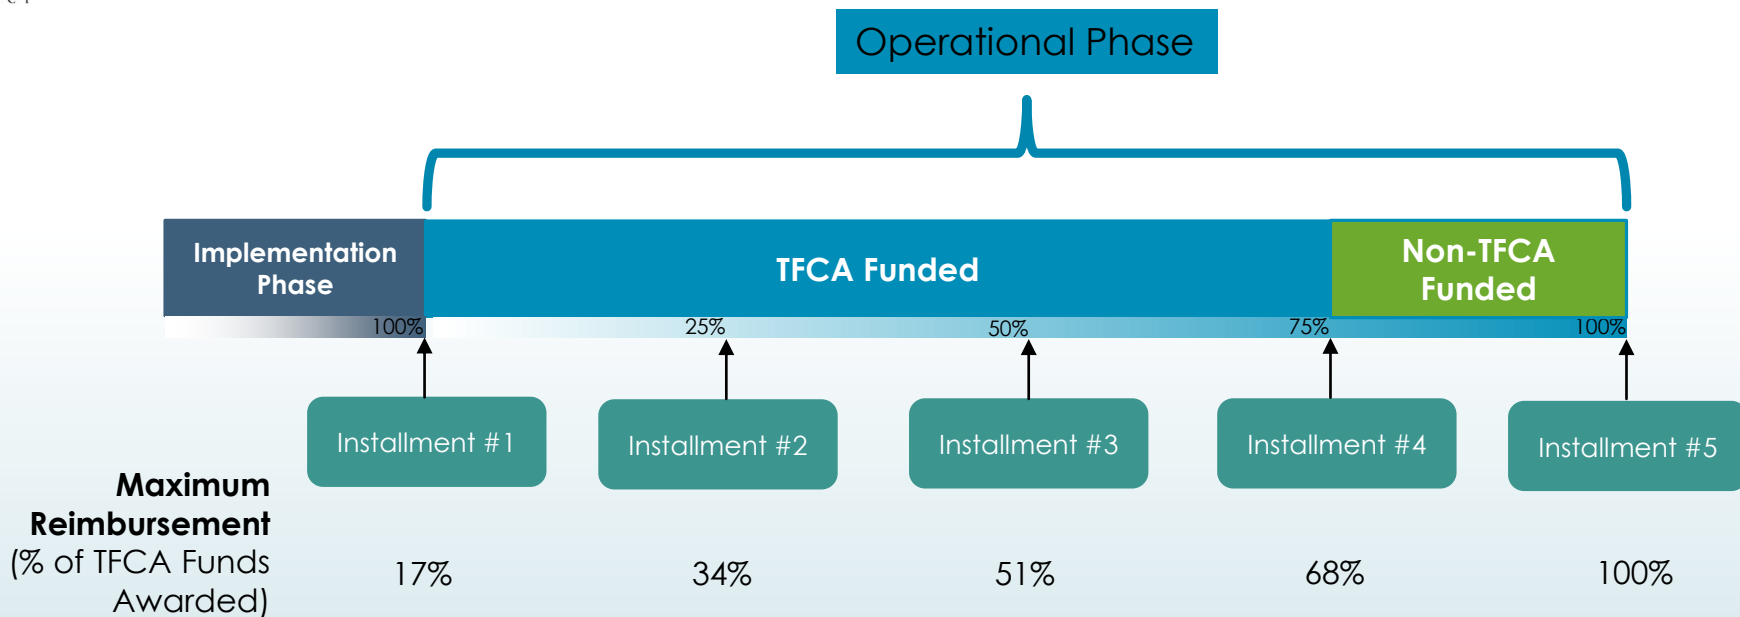 Operational Phase
Implementation
Phase
TFCA Funded
Non-TFCA
Funded
100%
25%
50%
75%
100%
Installment #1
Installment #2
Installment #3
Installment #4
Installment #5
Maximum
Reimbursement
(% of TFCA Funds
Awarded)
17%
34%
51%
68%
100%